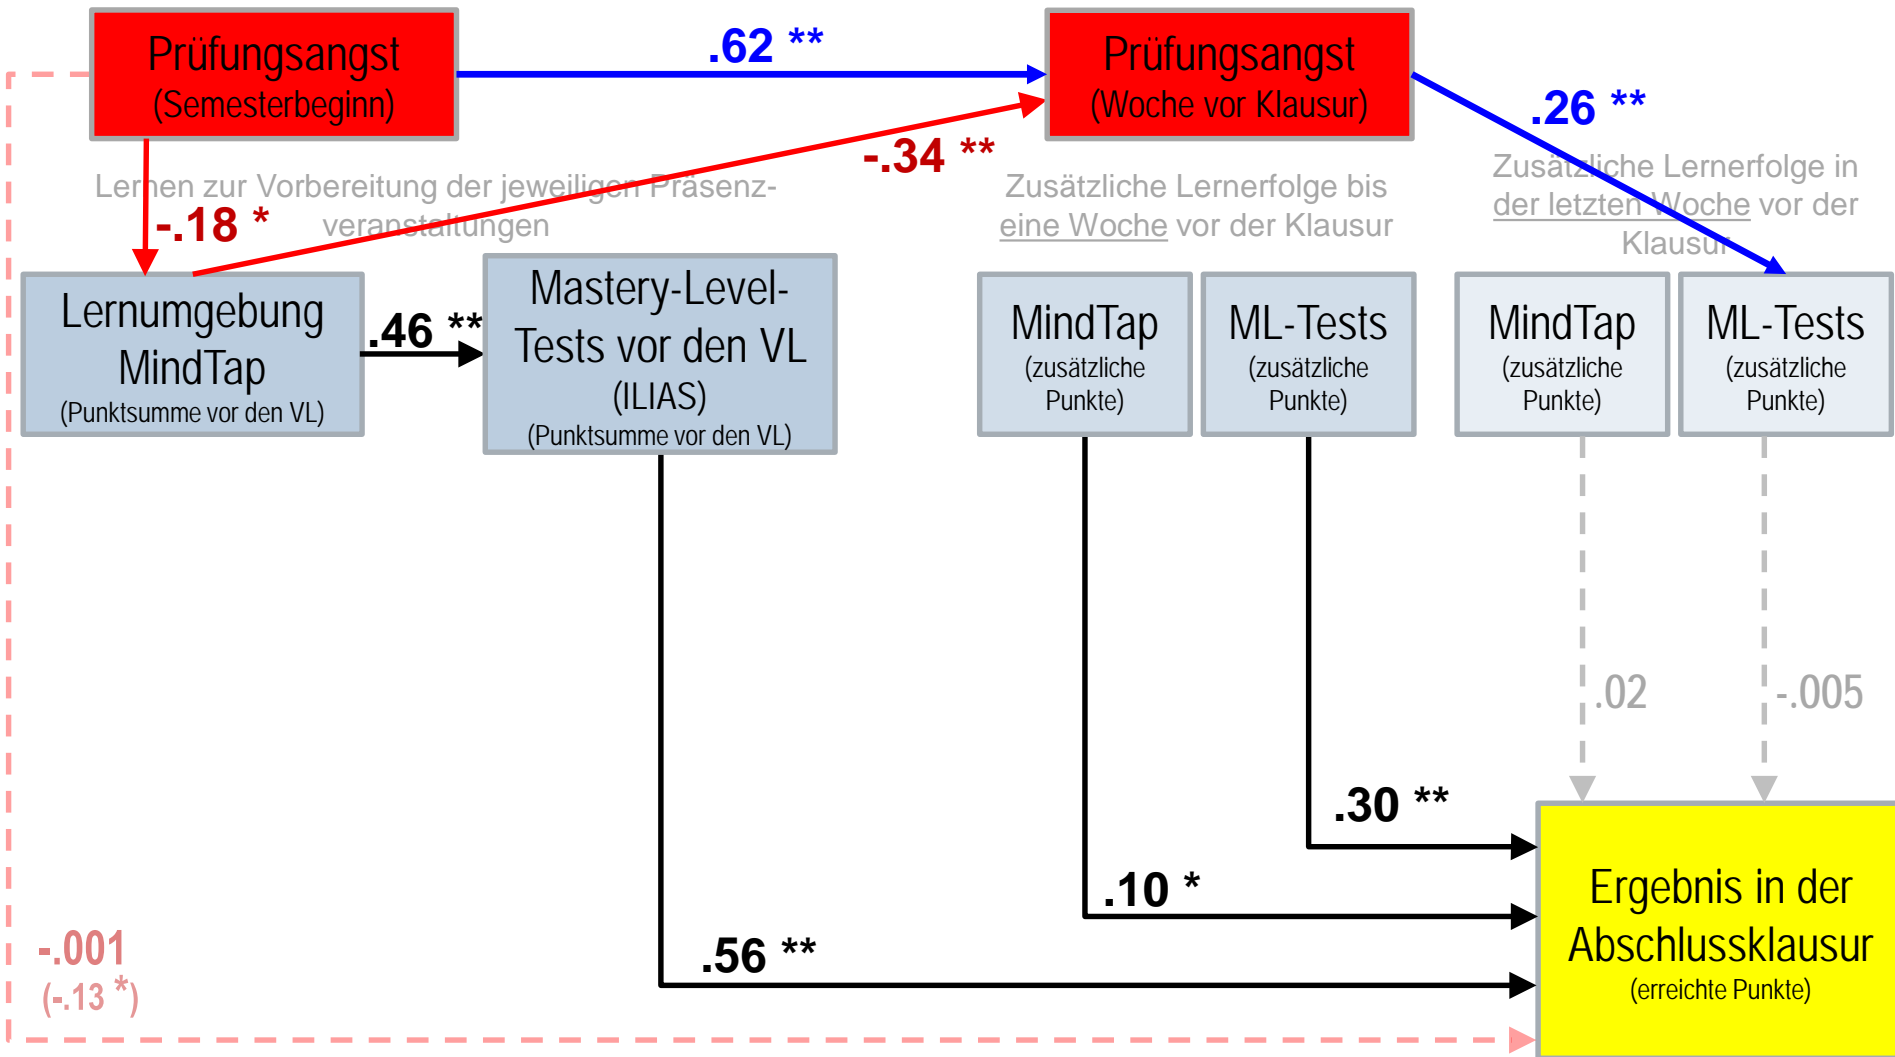 Prüfungsangst
(Semesterbeginn)
.62 **
Prüfungsangst
(Woche vor Klausur)
.26 **
-.34 **
-.18 *
Lernen zur Vorbereitung der jeweiligen Präsenz-
veranstaltungen
Zusätzliche Lernerfolge bis
eine Woche vor der Klausur
Zusätzliche Lernerfolge in
der letzten Woche vor der
Klausur
Lernumgebung
MindTap
(Punktsumme vor den VL)
.46 **
Mastery-Level-
Tests vor den VL
(ILIAS)
(Punktsumme vor den VL)
MindTap
(zusätzliche
Punkte)
ML-Tests
(zusätzliche
Punkte)
MindTap
(zusätzliche
Punkte)
ML-Tests
(zusätzliche
Punkte)
.02
-.005
.30 **
.10 *
.56 **
-.001
(-.13 *)
Ergebnis in der
Abschlussklausur
(erreichte Punkte)